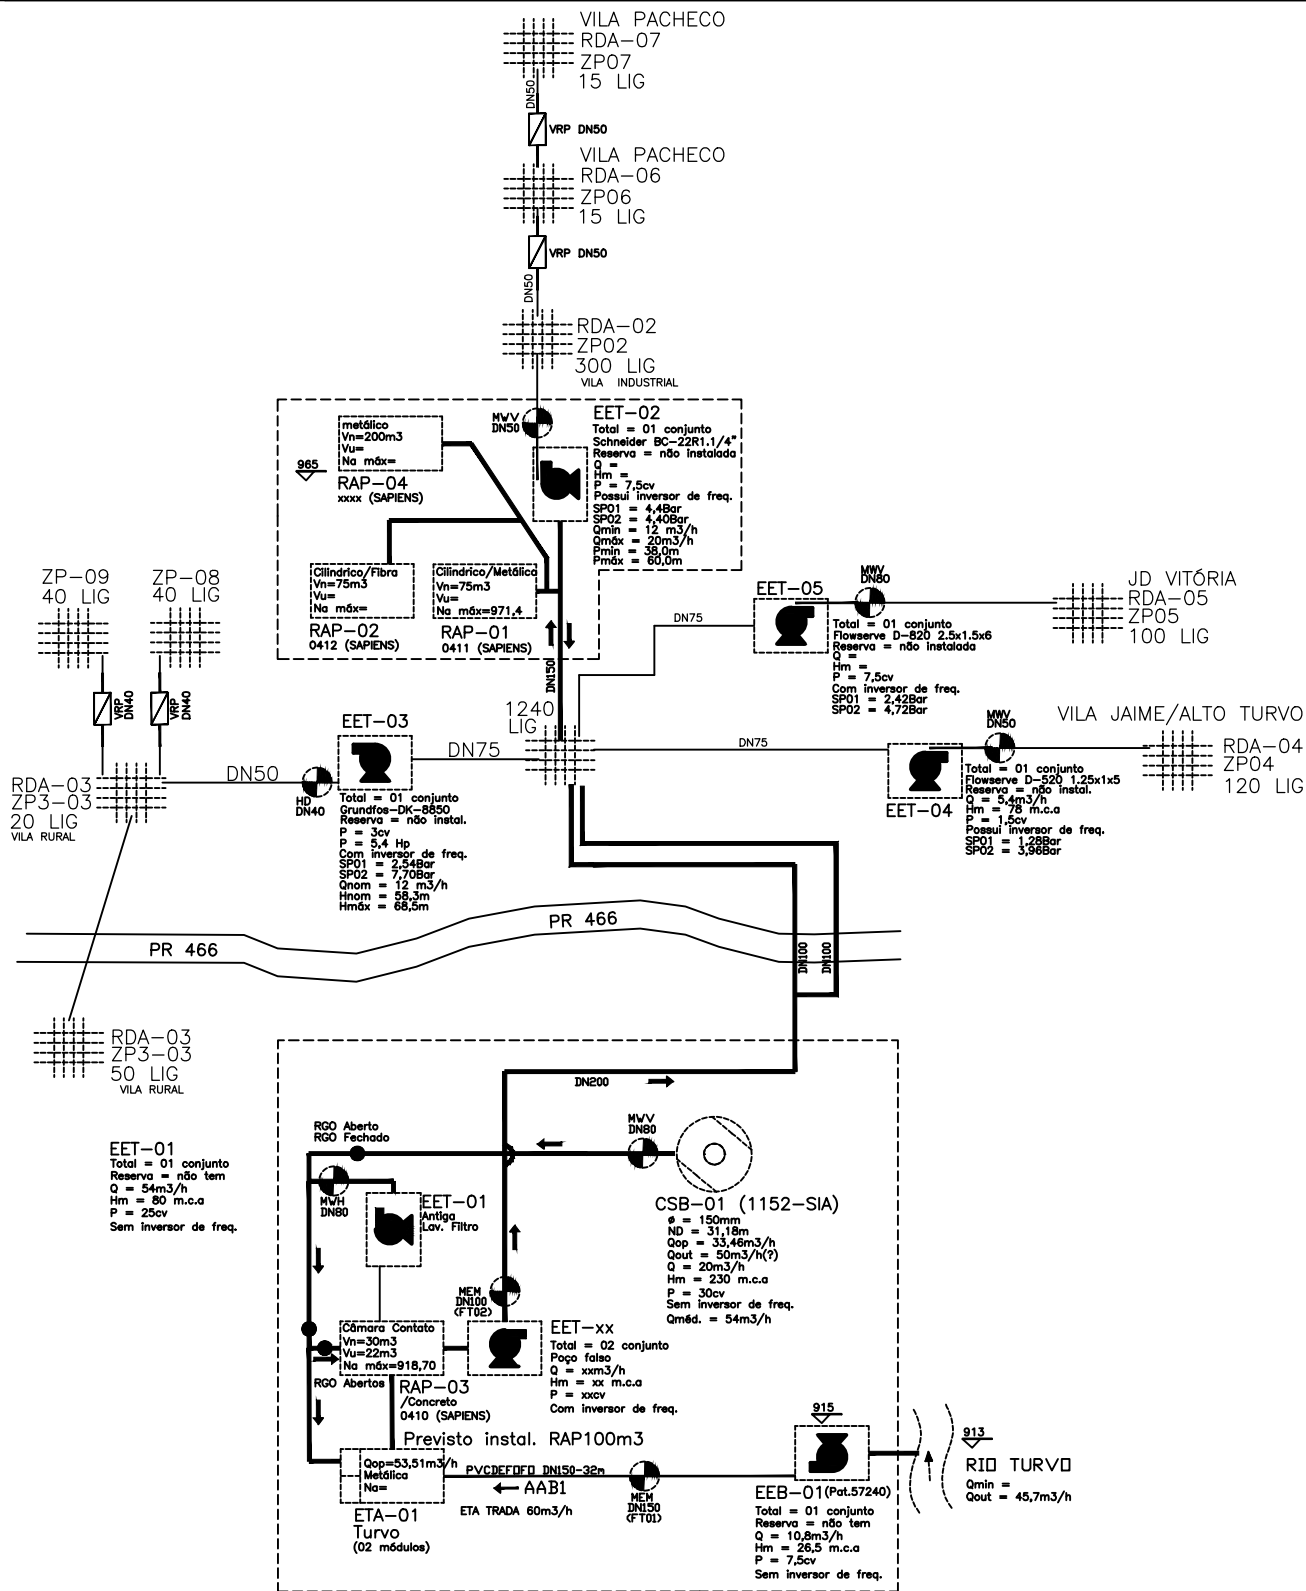 VILA PACHECO
RDA-07
ZP07
15 LIG
DN50
VRP DN50
VILA PACHECO
RDA-06
ZP06
15 LIG
VRP DN50
DN50
RDA-02
ZP02
300 LIG
VILA INDUSTRIAL
MWV
DN50
EET-02
Total = 01 conjunto
Schneider BC-22R1.1/4"
Reserva = não instalada
Q =
Hm =
P = 7,5cv
Possui inversor de freq.
SP01 = 4,4Bar
SP02 = 4,40Bar
Qmin = 12 m3/h
Qmáx = 20m3/h
Pmin = 38,0m
Pmáx = 60,0m
metálico
Vn=200m3
Vu=
Na máx=
965
RAP-04
xxxx (SAPIENS)
Cilindrico/Fibra
Vn=75m3
Vu=
Na máx=
RAP-02
0412 (SAPIENS)
Cilindrico/Metálico
Vn=75m3
Vu=
Na máx=971,4
RAP-01
0411 (SAPIENS)
DN150
ZP-09
40 LIG
ZP-08
40 LIG
VRP
DN40
VRP
DN40
RDA-03
ZP3-03
20 LIG
VILA RURAL
DN50
HD
DN40
EET-03
Total = 01 conjunto
Grundfos-DK-8850
Reserva = não instal.
P = 3cv
P = 5,4 Hp
Com inversor de freq.
SP01 = 2,54Bar
SP02 = 7,70Bar
Qnom = 12 m3/h
Hnom = 58,3m
Hmáx = 68,5m
DN75
1240
LIG
DN75
EET-05
MWV
DN80
Total = 01 conjunto
Flowserve D-820 2.5x1.5x6
Reserva = não instalada
Q =
Hm =
P = 7,5cv
Com inversor de freq.
SP01 = 2,42Bar
SP02 = 4,72Bar
JD VITÓRIA
RDA-05
ZP05
100 LIG
DN75
EET-04
MWV
DN50
Total = 01 conjunto
Flowserve D-520 1.25x1x5
Reserva = não instal.
Q = 5,4m3/h
Hm = 78 m.c.a
P = 1,5cv
Possui inversor de freq.
SP01 = 1,28Bar
SP02 = 3,96Bar
VILA JAIME/ALTO TURVO
RDA-04
ZP04
120 LIG
PR 466
PR 466
DN100
DN100
RDA-03
ZP3-03
50 LIG
VILA RURAL
EET-01
Total = 01 conjunto
Reserva = não tem
Q = 54m3/h
Hm = 80 m.c.a
P = 25cv
Sem inversor de freq.
DN200
RGO Aberto
RGO Fechado
MWV
DN80
MWH
DN80
EET-01
Antiga
Lav. Filtro
CSB-01 (1152-SIA)
ø = 150mm
ND = 31,18m
Qop = 33,46m3/h
Qout = 50m3/h(?)
Q = 20m3/h
Hm = 230 m.c.a
P = 30cv
Sem inversor de freq.
Qméd. = 54m3/h
MEM
DN100
(FT02)
Câmara Contato
Vn=30m3
Vu=22m3
Na máx=918,70
RGO Abertos
RAP-03
/Concreto
0410 (SAPIENS)
EET-xx
Total = 02 conjunto
Poço falso
Q = xxm3/h
Hm = xx m.c.a
P = xxcv
Com inversor de freq.
Previsto instal. RAP100m3
Qop=53,51m3/h
Metálica
Na=
ETA-01
Turvo
(02 módulos)
PVCDEFOFO DN150-32m
AAB1
ETA TRADA 60m3/h
MEM
DN150
(FT01)
915
EEB-01(Pat.57240)
Total = 01 conjunto
Reserva = não tem
Q = 10,8m3/h
Hm = 26,5 m.c.a
P = 7,5cv
Sem inversor de freq.
913
RIO TURVO
Qmin =
Qout = 45,7m3/h